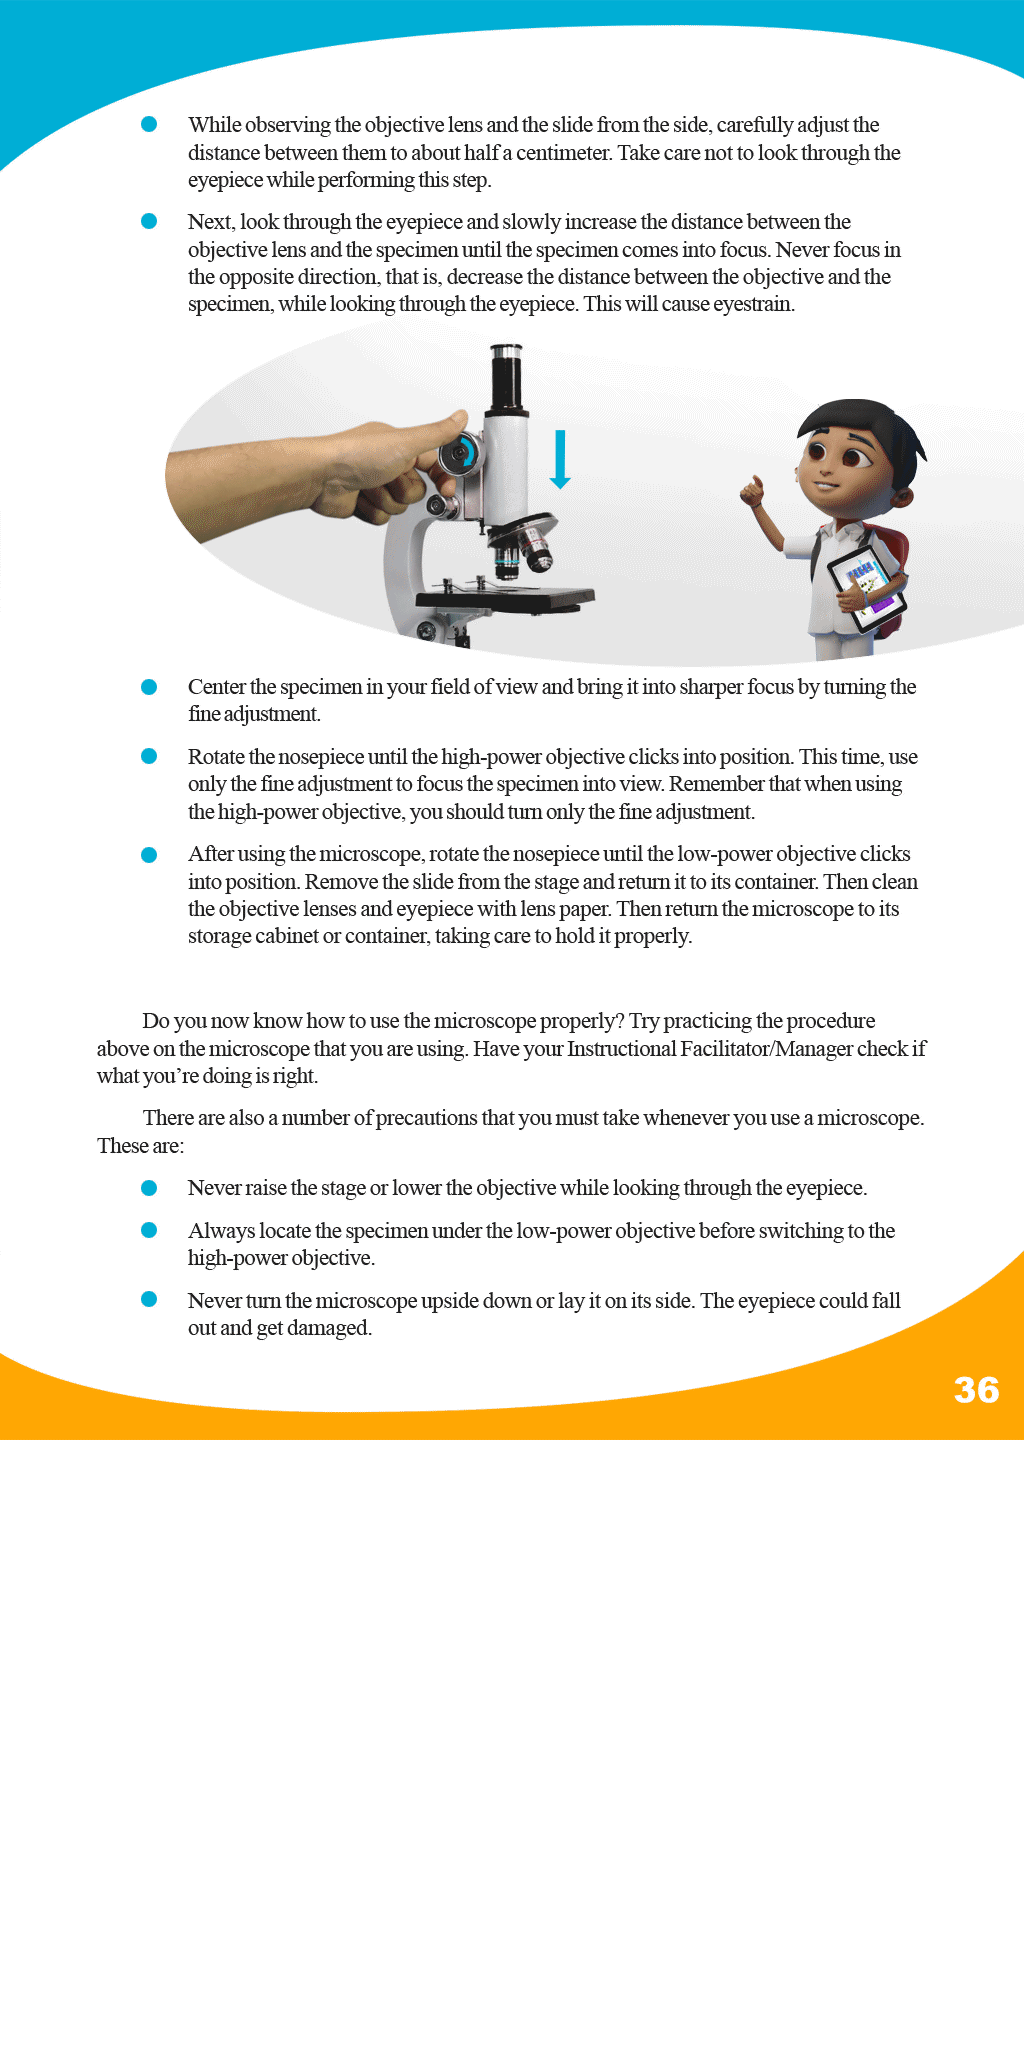 While observing the objective lens and the slide from the side, carefully adjust the
distance between them to about half a centimeter. Take care not to look through the
eyepiece while performing this step.
Next, look through the eyepiece and slowly increase the distance between the
objective lens and the specimen until the specimen comes into focus. Never focus in
the opposite direction, that is, decrease the distance between the objective and the
specimen, while looking through the eyepiece. This will cause eyestrain.
Center the specimen in your field of view and bring it into sharper focus by turning the
fine adjustment.
Rotate the nosepiece until the high-power objective clicks into position. This time, use
only the fine adjustment to focus the specimen into view. Remember that when using
the high-power objective, you should turn only the fine adjustment.
After using the microscope, rotate the nosepiece until the low-power objective clicks
into position. Remove the slide from the stage and return it to its container. Then clean
the objective lenses and eyepiece with lens paper. Then return the microscope to its
storage cabinet or container, taking care to hold it properly.
Do you now know how to use the microscope properly? Try practicing the procedure
above on the microscope that you are using. Have your Instructional Facilitator/Manager check if
what you’re doing is right.
There are also a number of precautions that you must take whenever you use a microscope.
These are:
Never raise the stage or lower the objective while looking through the eyepiece.
Always locate the specimen under the low-power objective before switching to the
high-power objective.
Never turn the microscope upside down or lay it on its side. The eyepiece could fall
out and get damaged.
36